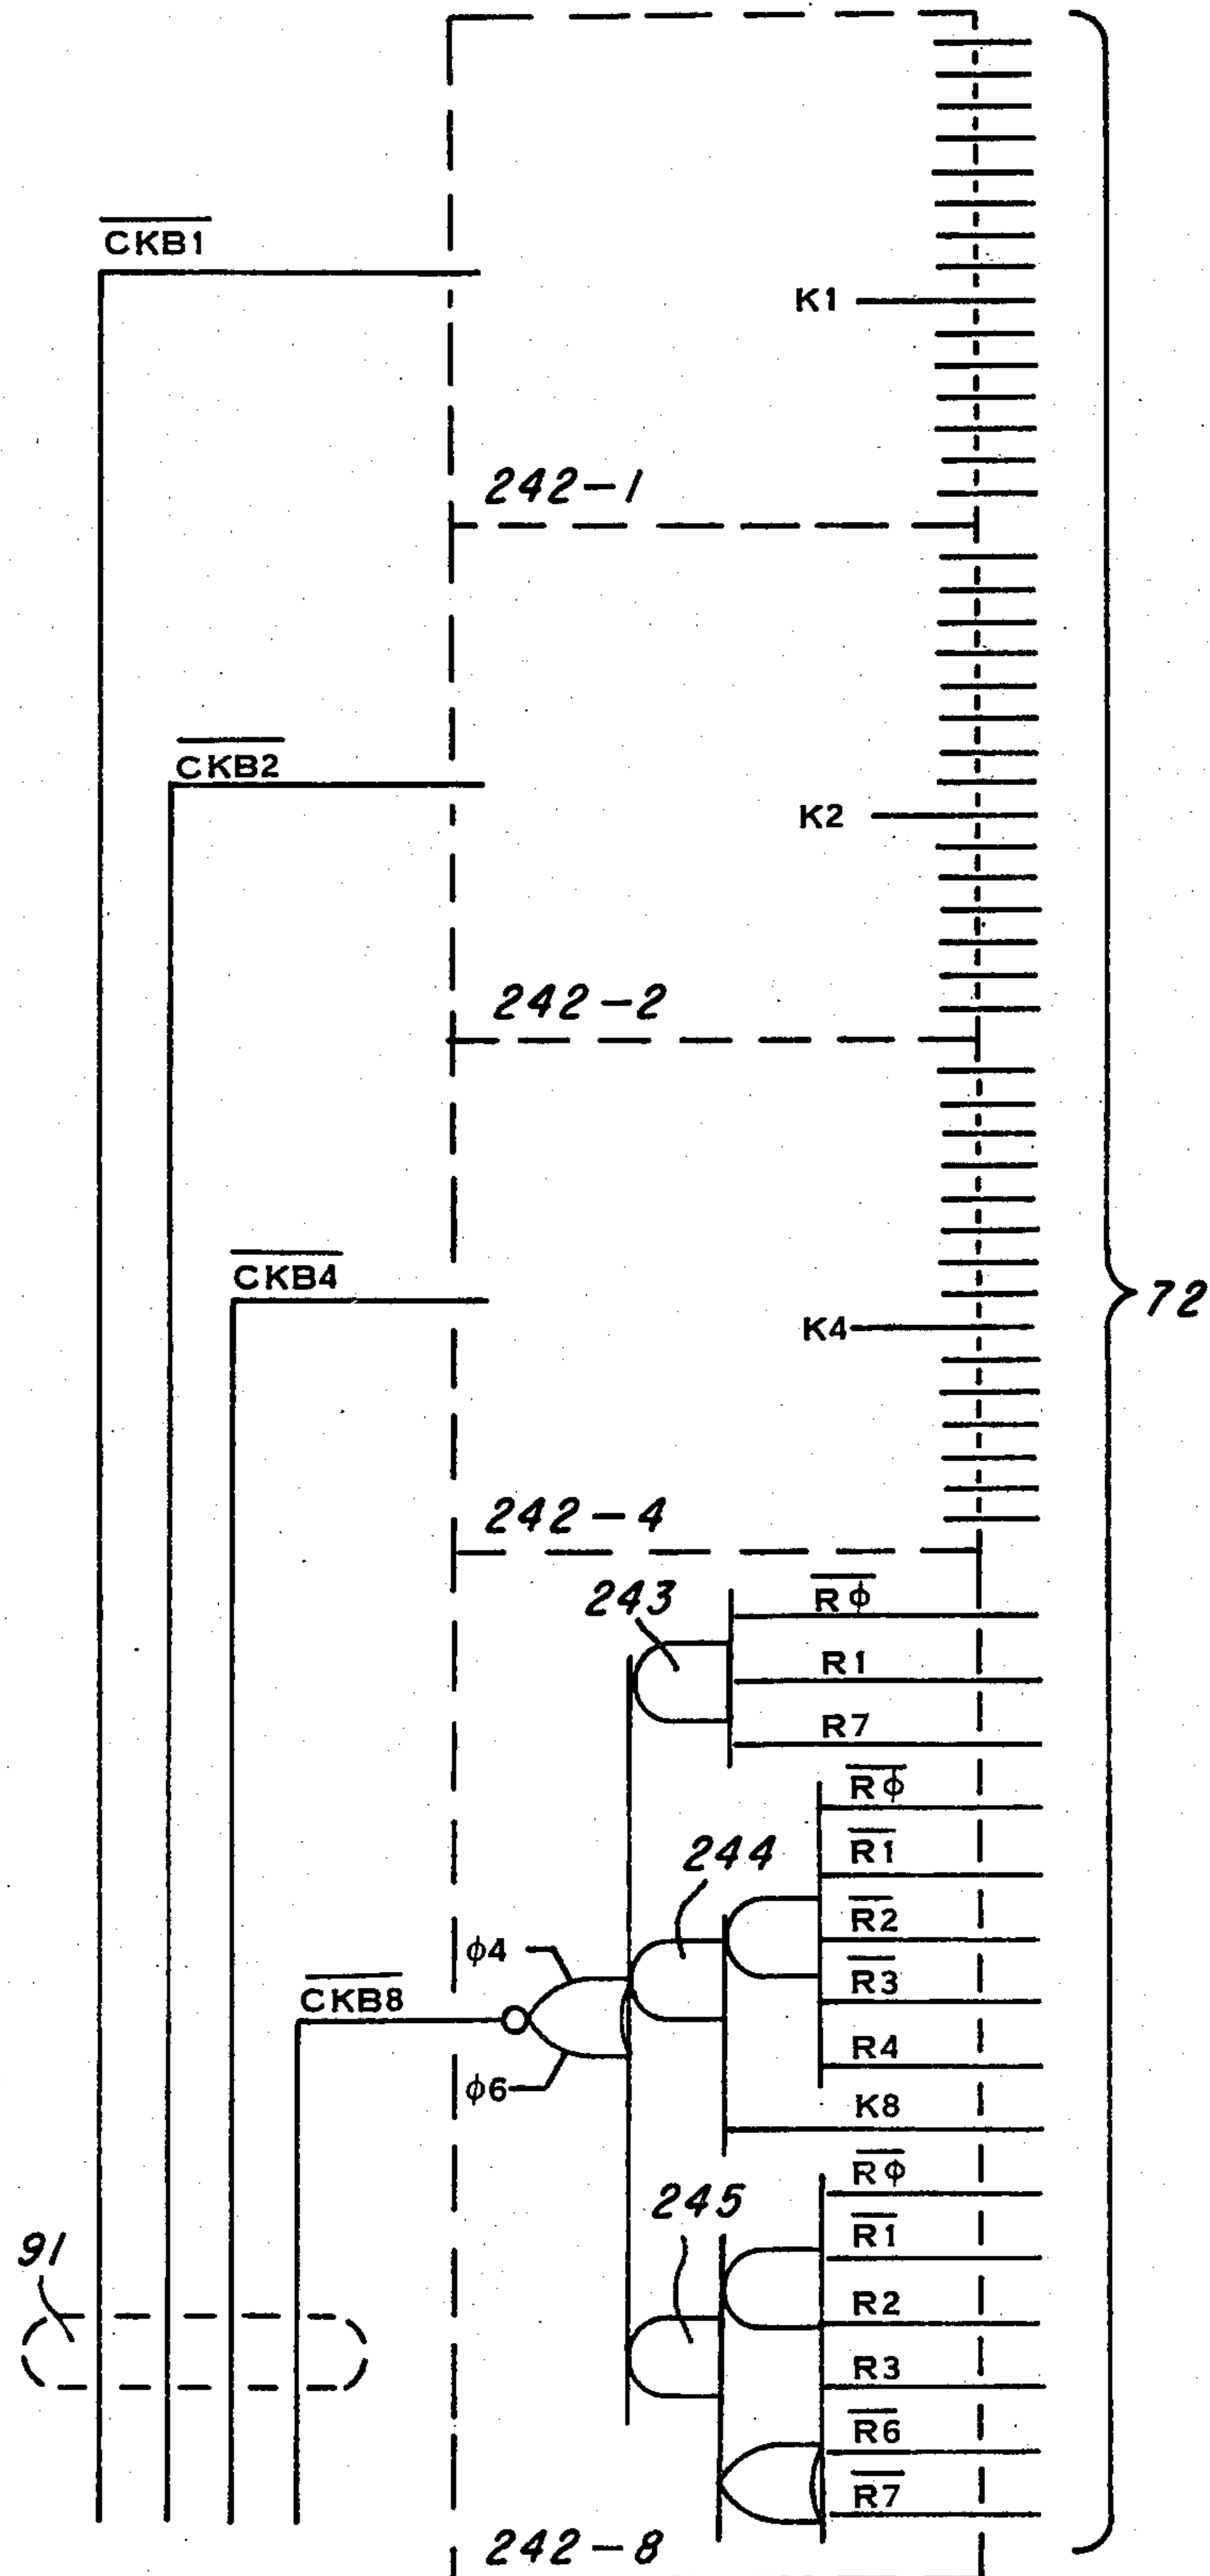 CKB1
K1
242-1
CKB2
K2
242-2
CKB4
K4
72
242-4
243
Rϕ
R1
R7
Rϕ
R1
244
R2
ϕ4
R3
CKB8
R4
ϕ6
K8
Rϕ
245
R1
91
R2
R3
R6
R7
242-8